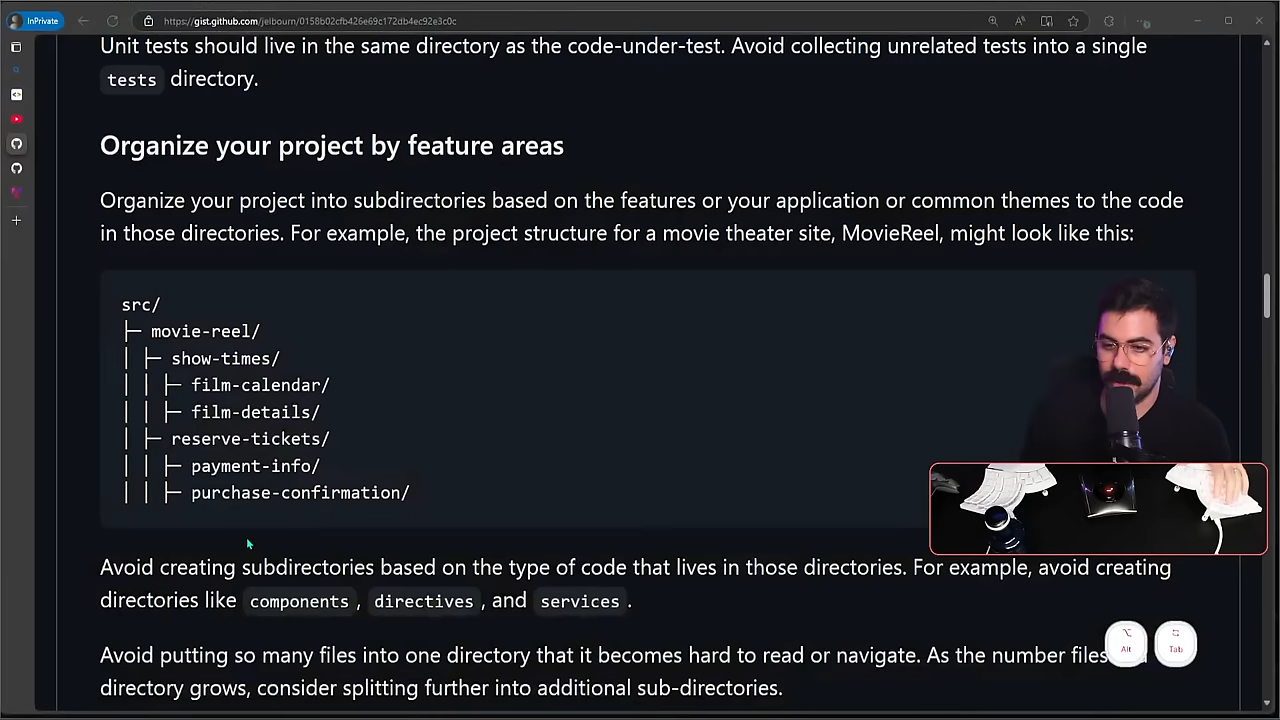 InPrivate
https://gist.github.com/jelbourn/0158b02cfb426e69c172db4ec92e3c0c
Unit tests should live in the same directory as the code-under-test. Avoid collecting unrelated tests into a single
tests directory.
Organize your project by feature areas
Organize your project into subdirectories based on the features or your application or common themes to the code
in those directories. For example, the project structure for a movie theater site, MovieReel, might look like this:
src/
├─ movie-reel/
│ ├─ show-times/
│ │ ├─ film-calendar/
│ │ ├─ film-details/
│ ├─ reserve-tickets/
│ │ ├─ payment-info/
│ │ ├─ purchase-confirmation/
Avoid creating subdirectories based on the type of code that lives in those directories. For example, avoid creating
directories like components, directives, and services.
Avoid putting so many files into one directory that it becomes hard to read or navigate. As the number files
directory grows, consider splitting further into additional sub-directories.
Alt
Tab